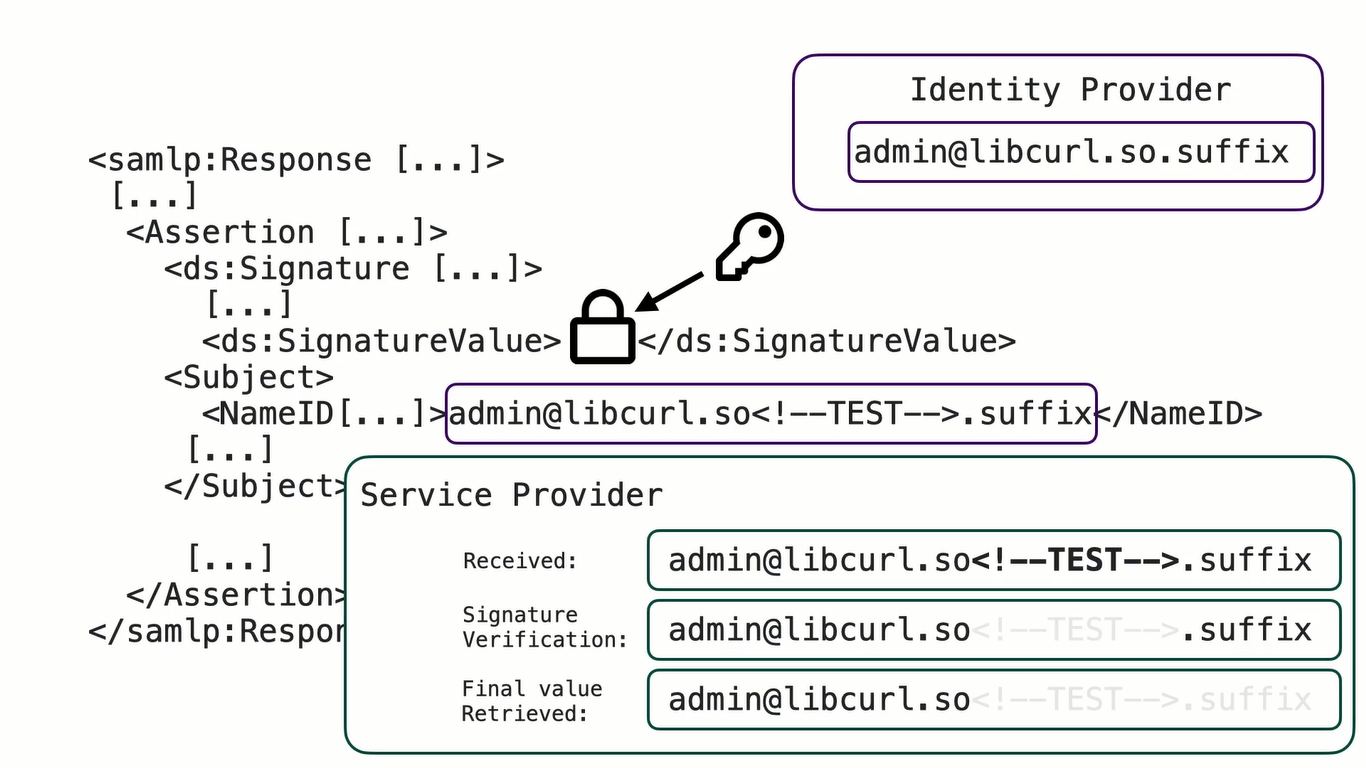 Identity Provider
admin@libcurl.so.suffix
<samlp:Response [...]>
[...]
<Assertion [...]>
<ds:Signature [...]>
[...]
<ds:SignatureValue> </ds:SignatureValue>
<Subject>
<NameID[...]>admin@libcurl.so<!--TEST-->.suffix</NameID>
[...]
</Subject>
[...]
</Assertion>
</samlp:Respon
Service Provider
Received: admin@libcurl.so<!--TEST-->.suffix
Signature
Verification: admin@libcurl.so<!--TEST-->.suffix
Final value
Retrieved: admin@libcurl.so<!--TEST-->.suffix